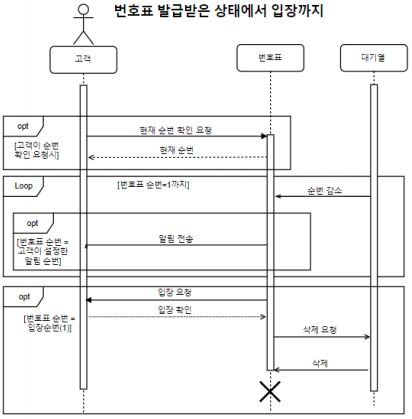 번호표 발급받은 상태에서 입장까지
고객
번호표
대기열
opt
[고객이 순번
확인 요청시]
현재 순번 확인 요청
현재 순번
Loop
[번호표 순번=1까지]
순번 감소
opt
[번호표 순번 =
고객이 설정한
알림 순번]
알림 전송
opt
[번호표 순번 =
입장순번(1)]
입장 요청
입장 확인
삭제 요청
삭제